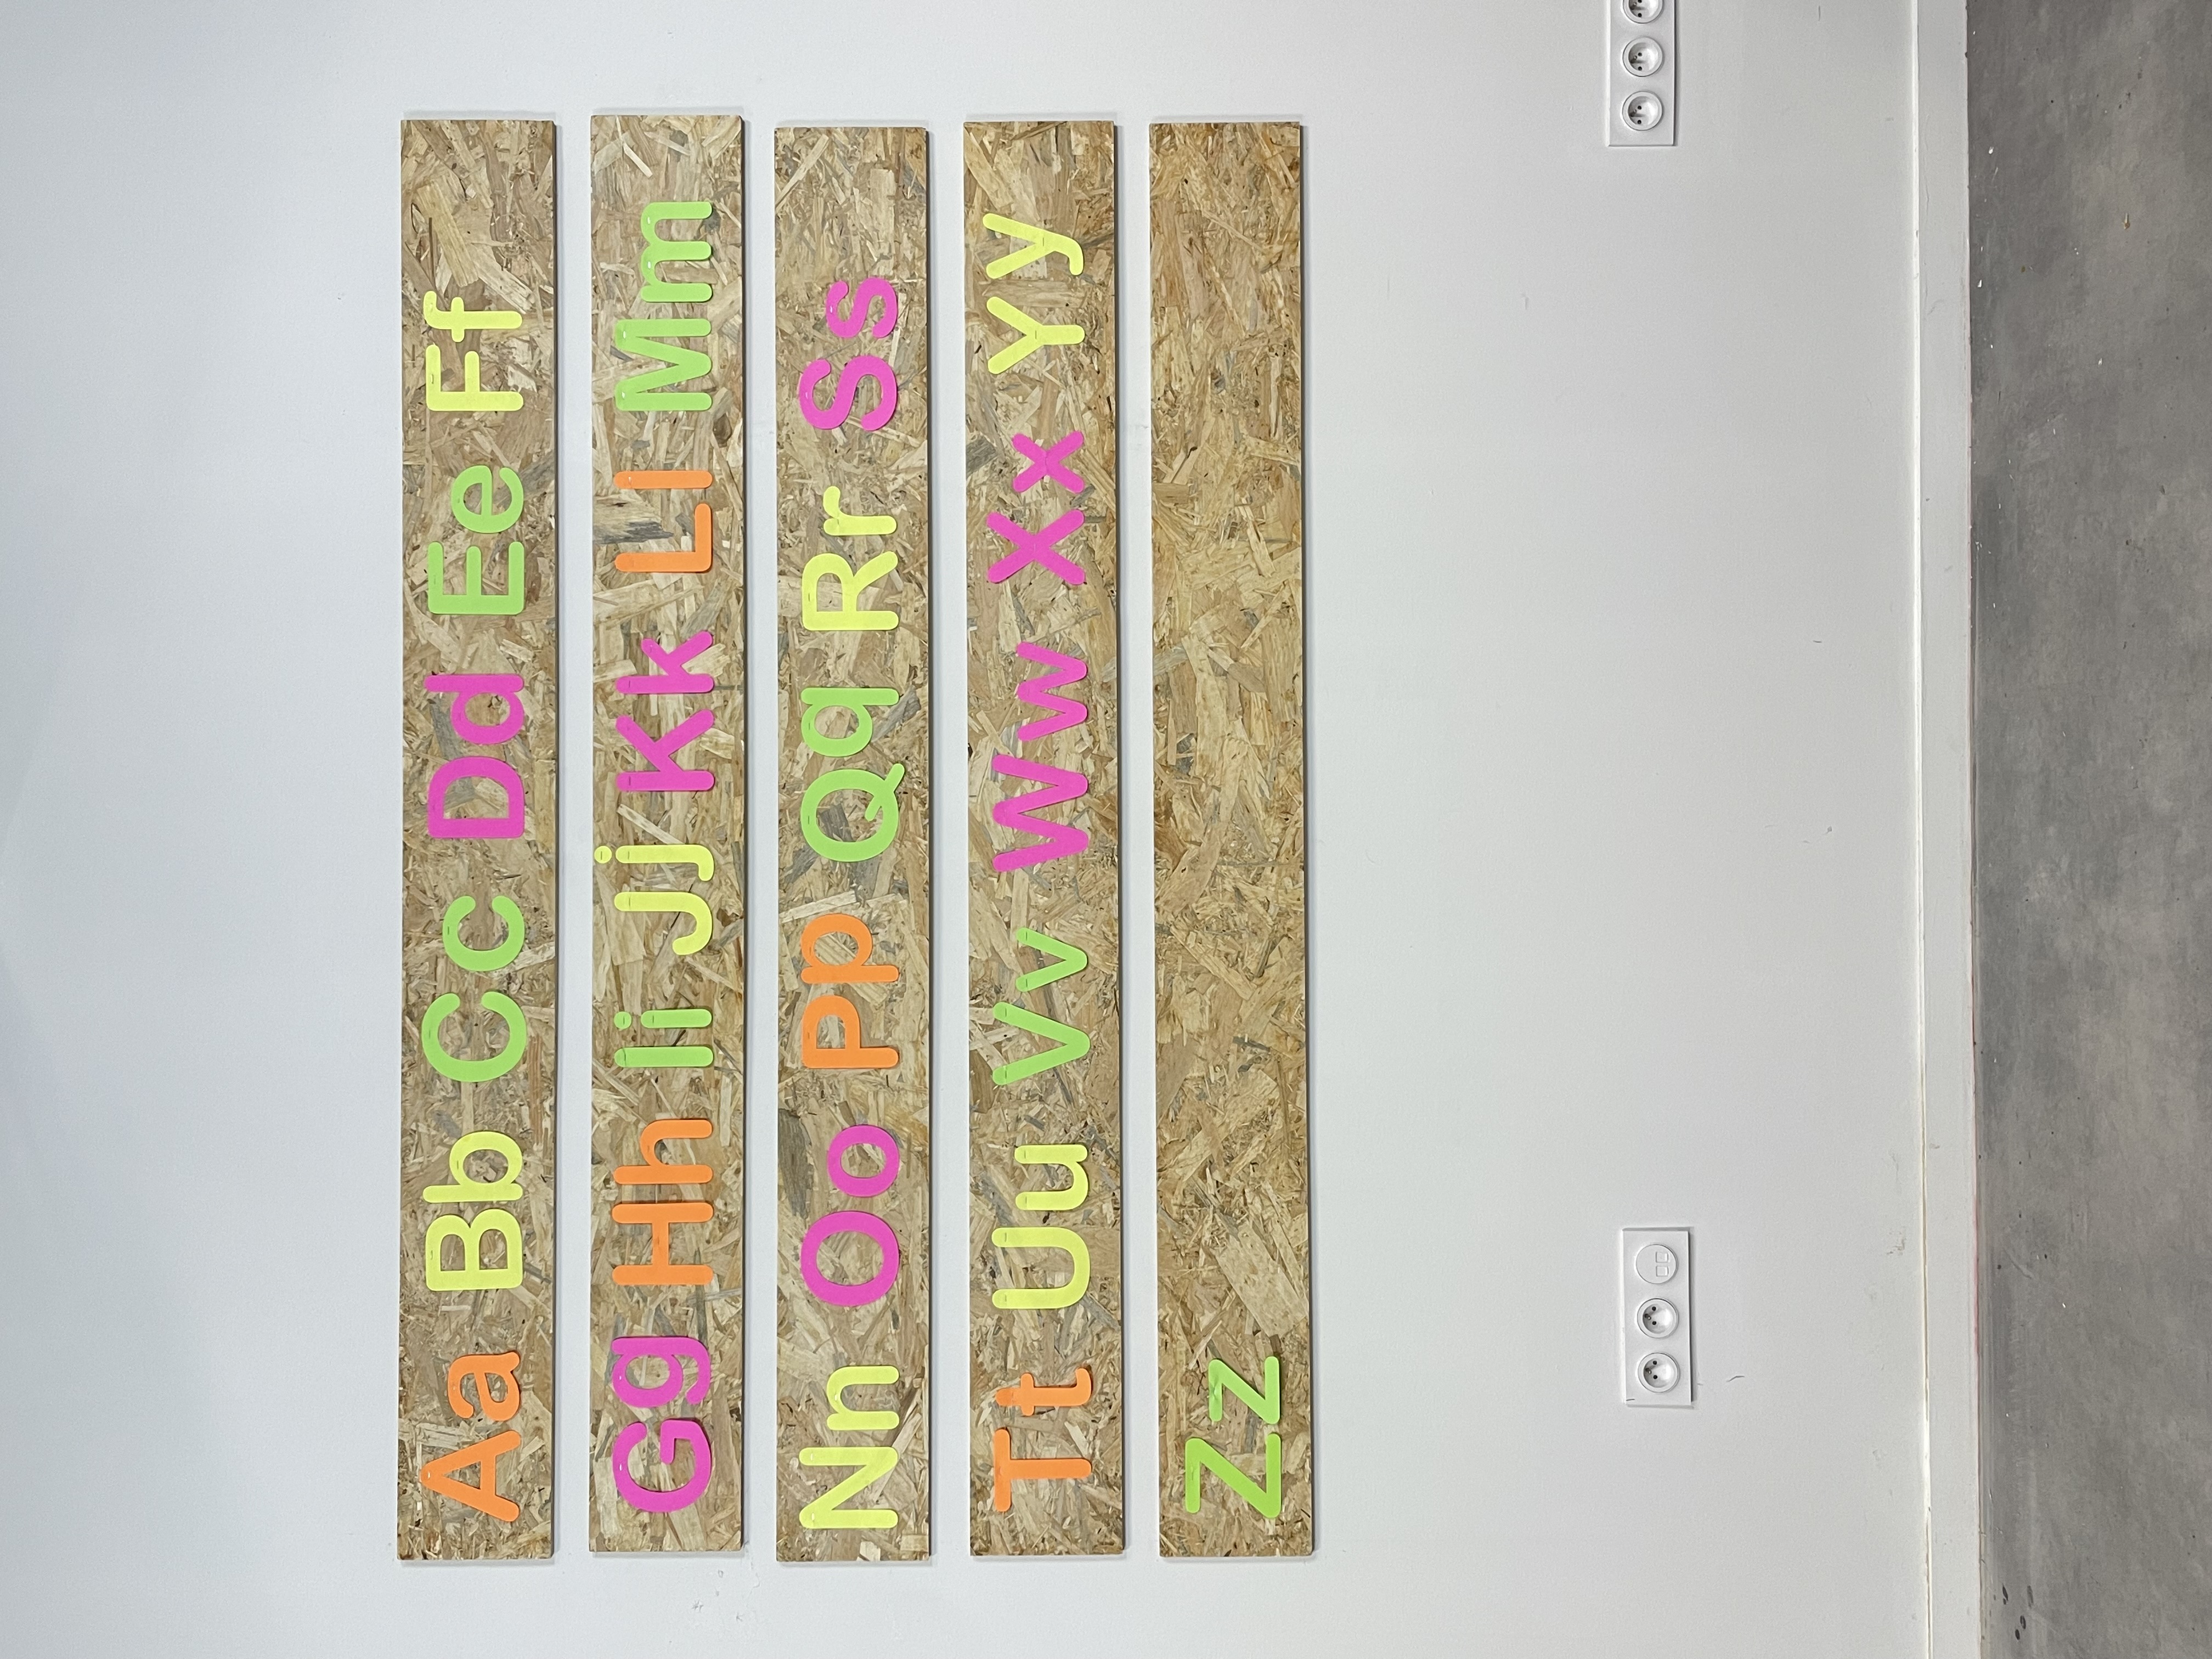 Aa Bb Cc Dd Ee Ff
Gg Hh Ii Jj Kk Ll Mm
Nn Oo Pp Qq Rr Ss
Tt Uu Vv Ww Xx Yy
Zz